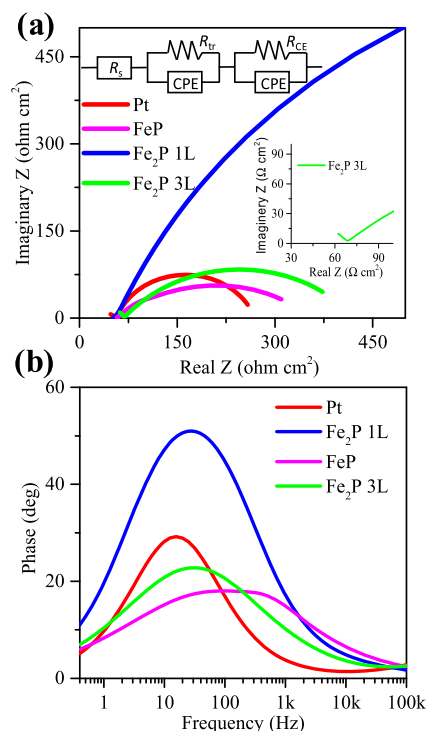 (a)
Imaginary Z (ohm cm²)
450
300
150
0
Rₛ
R_tr
CPE
R_CE
CPE
Pt
FeP
Fe₂P 1L
Fe₂P 3L
Imaginery Z (Ω cm²)
90
60
30
0
Fe₂P 3L
30 60 90
Real Z (Ω cm²)
0 150 300 450
Real Z (ohm cm²)
(b)
Phase (deg)
60
40
20
0
Pt
Fe₂P 1L
FeP
Fe₂P 3L
1 10 100 1k 10k 100k
Frequency (Hz)